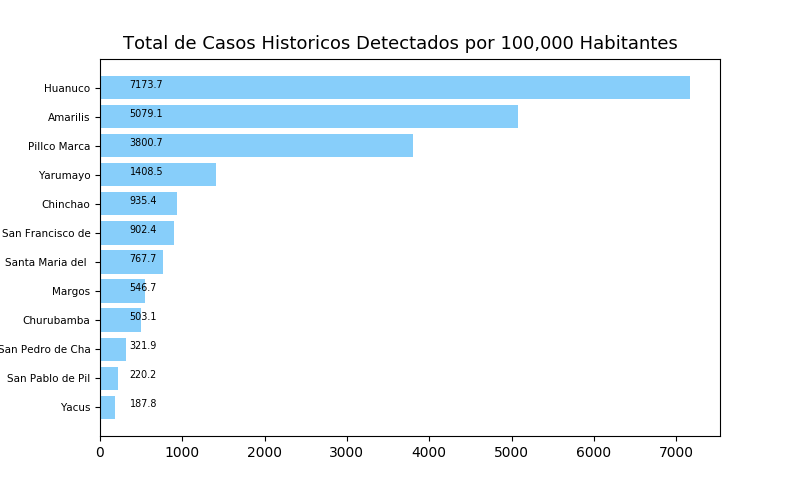 Total de Casos Historicos Detectados por 100,000 Habitantes
Huanuco 7173.7
Amarilis 5079.1
Pillco Marca 3800.7
Yarumayo 1408.5
Chinchao 935.4
San Francisco de 902.4
Santa Maria del 767.7
Margos 546.7
Churubamba 503.1
San Pedro de Cha 321.9
San Pablo de Pil 220.2
Yacus 187.8
0 1000 2000 3000 4000 5000 6000 7000